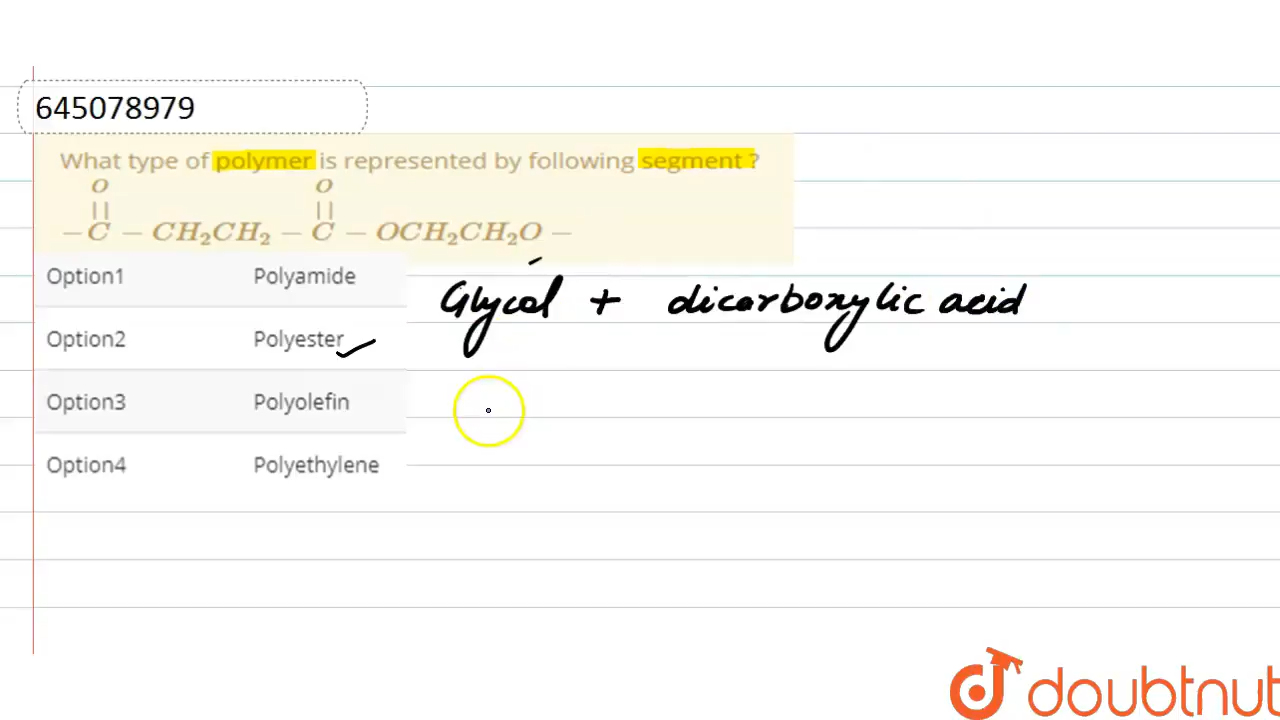 645078979
What type of polymer is represented by following segment ?
O O
|| ||
−C − CH₂CH₂ − C − OCH₂CH₂O −
Option1 Polyamide
Glycol + dicarboxylic acid
Option2 Polyester
Option3 Polyolefin
Option4 Polyethylene
doubtnut